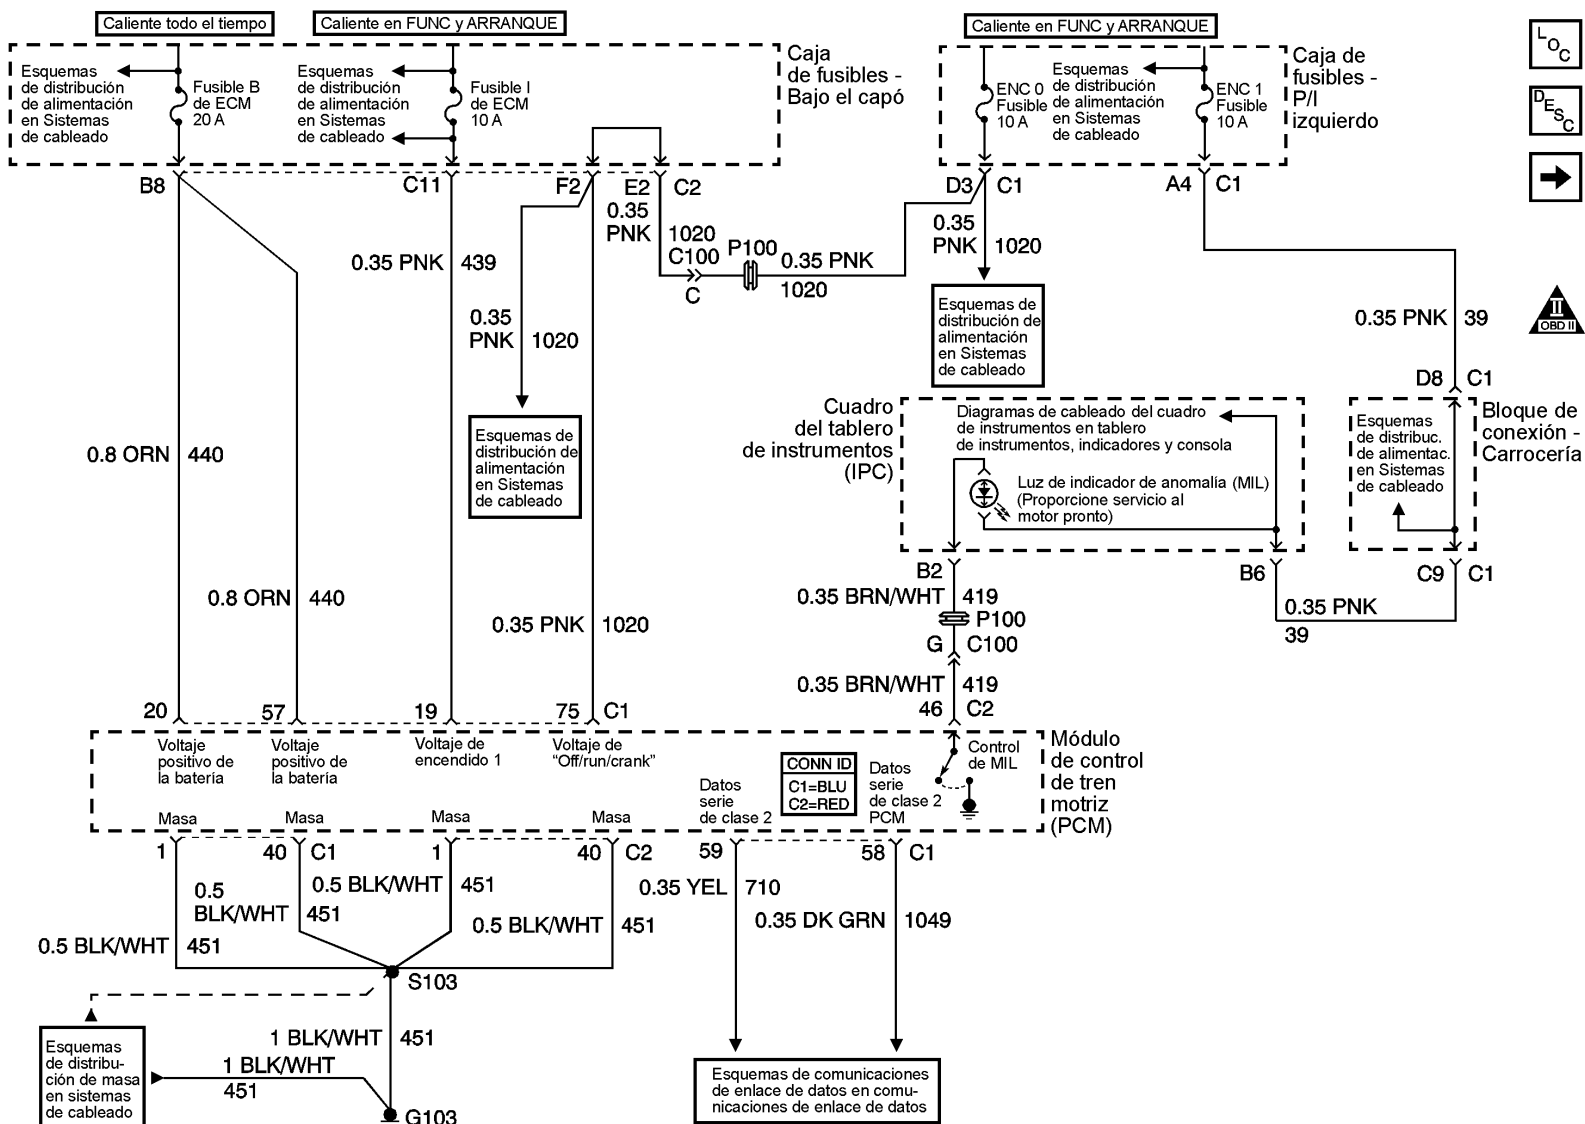 Caliente todo el tiempo
Caliente en FUNC y ARRANQUE
Caliente en FUNC y ARRANQUE
Esquemas
de distribución
de alimentación
en Sistemas
de cableado
Fusible B
de ECM
20 A
Esquemas
de distribución
de alimentación
en Sistemas
de cableado
Fusible I
de ECM
10 A
Caja
de fusibles -
Bajo el capó
ENC 0
Fusible
10 A
Esquemas
de distribución
de alimentación
en Sistemas
de cableado
ENC 1
Fusible
10 A
Caja de
fusibles -
P/I
izquierdo
LOC
DESC
B8
C11
F2
E2
C2
D3
C1
A4
C1
0.35
PNK
1020
C100
C
P100
0.35 PNK
1020
0.35
PNK
1020
0.35 PNK
439
0.35
PNK
1020
Esquemas de
distribución de
alimentación
en Sistemas
de cableado
0.35 PNK
39
II
OBD II
D8
C1
Cuadro
del tablero
de instrumentos
(IPC)
Diagramas de cableado del cuadro
de instrumentos en tablero
de instrumentos, indicadores y consola
Luz de indicador de anomalía (MIL)
(Proporcione servicio al
motor pronto)
Esquemas
de distribuc.
de alimentac.
en Sistemas
de cableado
Bloque de
conexión -
Carrocería
0.8 ORN
440
Esquemas de
distribución de
alimentación
en Sistemas
de cableado
B2
B6
C9
C1
0.8 ORN
440
0.35 BRN/WHT
419
0.35 PNK
39
0.35 PNK
1020
P100
G
C100
0.35 BRN/WHT
419
20
57
19
75
C1
46
C2
Voltaje
positivo de
la batería
Voltaje
positivo de
la batería
Voltaje de
encendido 1
Voltaje de
“Off/run/crank”
CONN ID
C1=BLU
C2=RED
Control
de MIL
Módulo
de control
de tren
motriz
(PCM)
Datos
serie
de clase 2
Datos
serie
de clase 2
PCM
Masa
Masa
Masa
Masa
1
40
C1
1
40
C2
59
58
C1
0.5
BLK/WHT
451
0.5 BLK/WHT
451
0.5 BLK/WHT
451
0.5 BLK/WHT
451
0.35 YEL
710
0.35 DK GRN
1049
S103
1 BLK/WHT
451
1 BLK/WHT
451
Esquemas
de distribu-
ción de masa
en sistemas
de cableado
G103
Esquemas de comunicaciones
de enlace de datos en comu-
nicaciones de enlace de datos